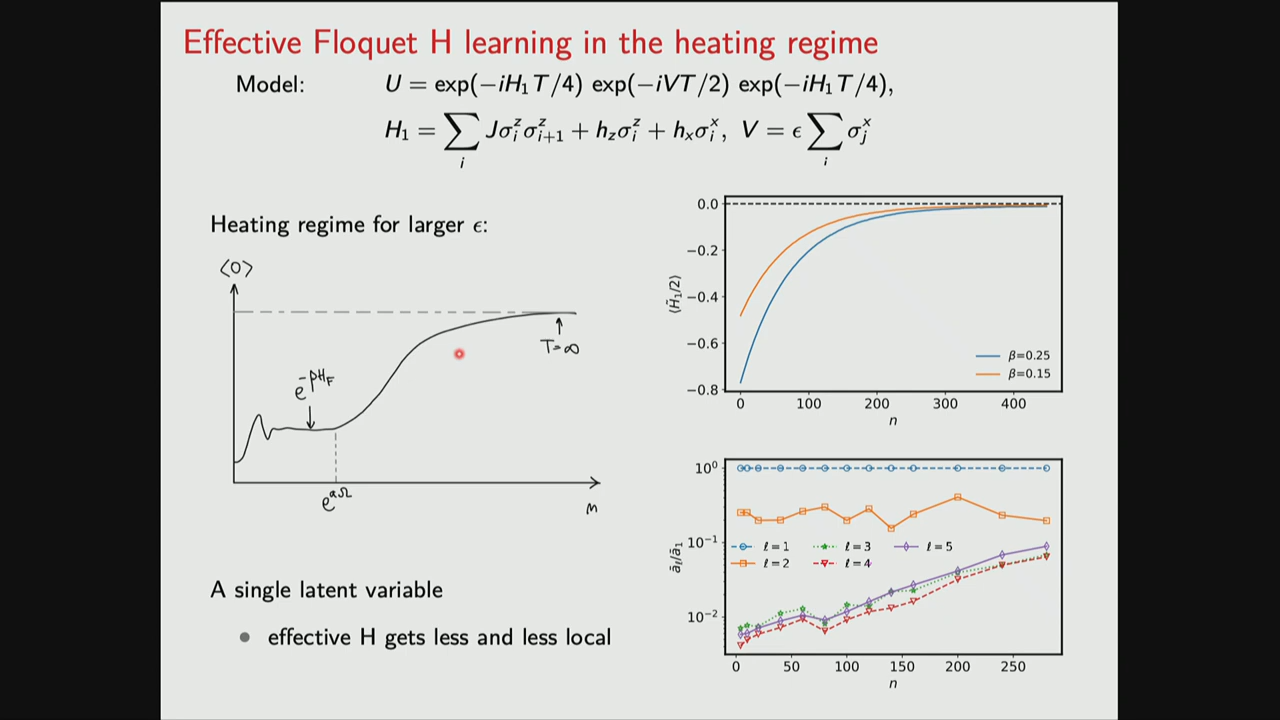 Effective Floquet H learning in the heating regime
Model: U = exp(−iH₁T/4) exp(−iVT/2) exp(−iH₁T/4),
H₁ = ∑ᵢ Jσᵢᶻσᵢ₊₁ᶻ + h_zσᵢᶻ + hₓσᵢˣ, V = ϵ ∑ᵢ σⱼˣ
Heating regime for larger ϵ:
⟨O⟩
T=∞
e^{-βH_F}
e^{aΩ}
n
A single latent variable
• effective H gets less and less local
0.0
−0.2
−0.4
−0.6
−0.8
⟨H̃₁/2⟩
β=0.25
β=0.15
0 100 200 300 400
n
10⁰
10⁻¹
10⁻²
ā_ℓ/ā₁
ℓ = 1 ℓ = 3 ℓ = 5
ℓ = 2 ℓ = 4
0 50 100 150 200 250
n